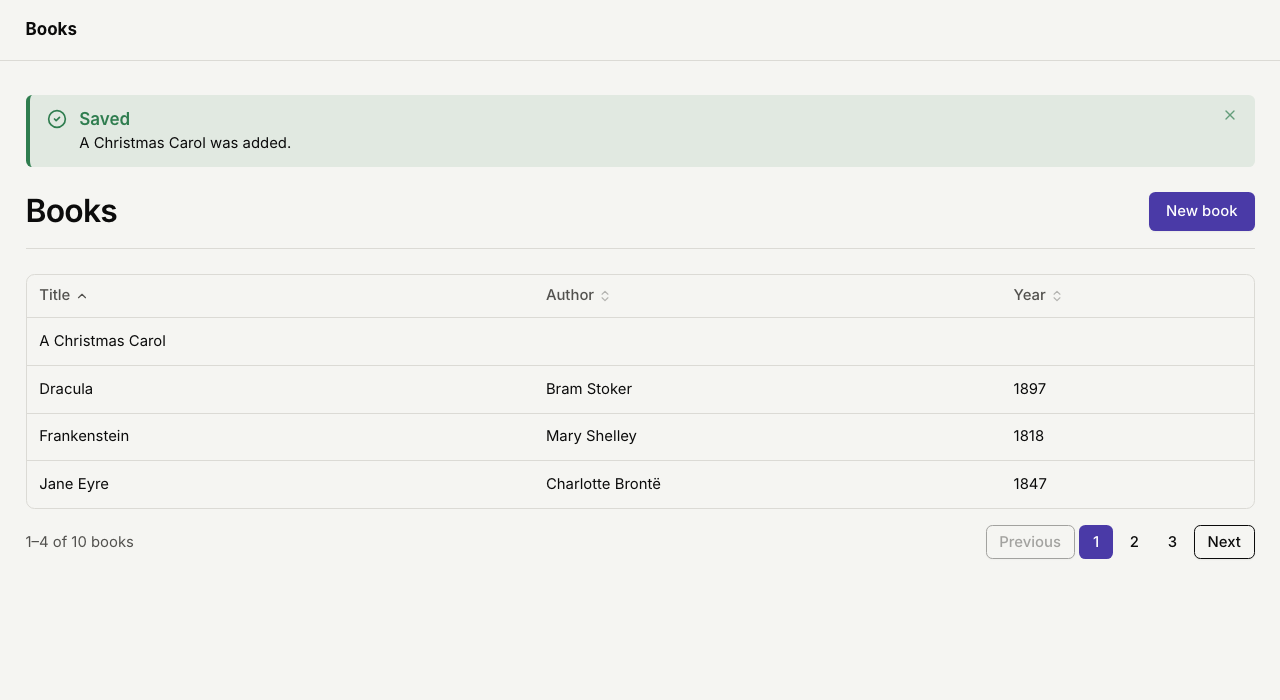 Books
Saved
A Christmas Carol was added.
Books
New book
Title Author Year
A Christmas Carol
Dracula Bram Stoker 1897
Frankenstein Mary Shelley 1818
Jane Eyre Charlotte Brontë 1847
1–4 of 10 books Previous 1 2 3 Next